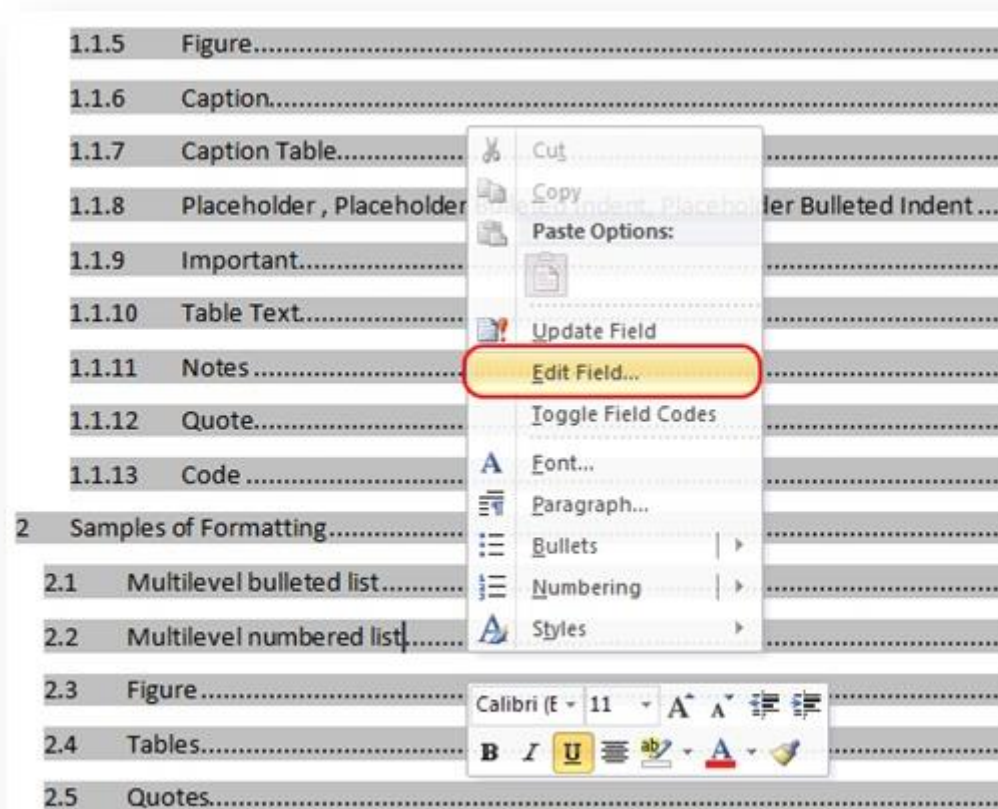 1.1.5 Figure
1.1.6 Caption
1.1.7 Caption Table
1.1.8 Placeholder , Placeholder Bulleted Indent, Placeholder Bulleted Indent
1.1.9 Important
1.1.10 Table Text
1.1.11 Notes
1.1.12 Quote
1.1.13 Code
2 Samples of Formatting
2.1 Multilevel bulleted list
2.2 Multilevel numbered list
2.3 Figure
2.4 Tables
2.5 Quotes
Cut
Copy
Paste Options:
Update Field
Edit Field...
Toggle Field Codes
Font...
Paragraph...
Bullets
Numbering
Styles
Calibri (E 11 A A
B I U ab A